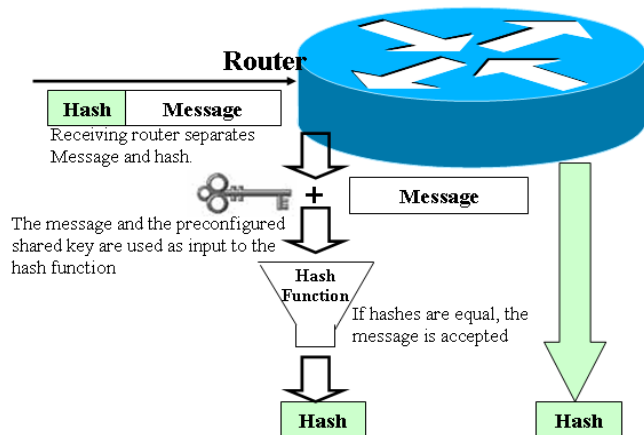 Router
Hash
Message
Receiving router separates
Message and hash.
+
Message
The message and the preconfigured
shared key are used as input to the
hash function
Hash
Function
If hashes are equal, the
message is accepted
Hash
Hash